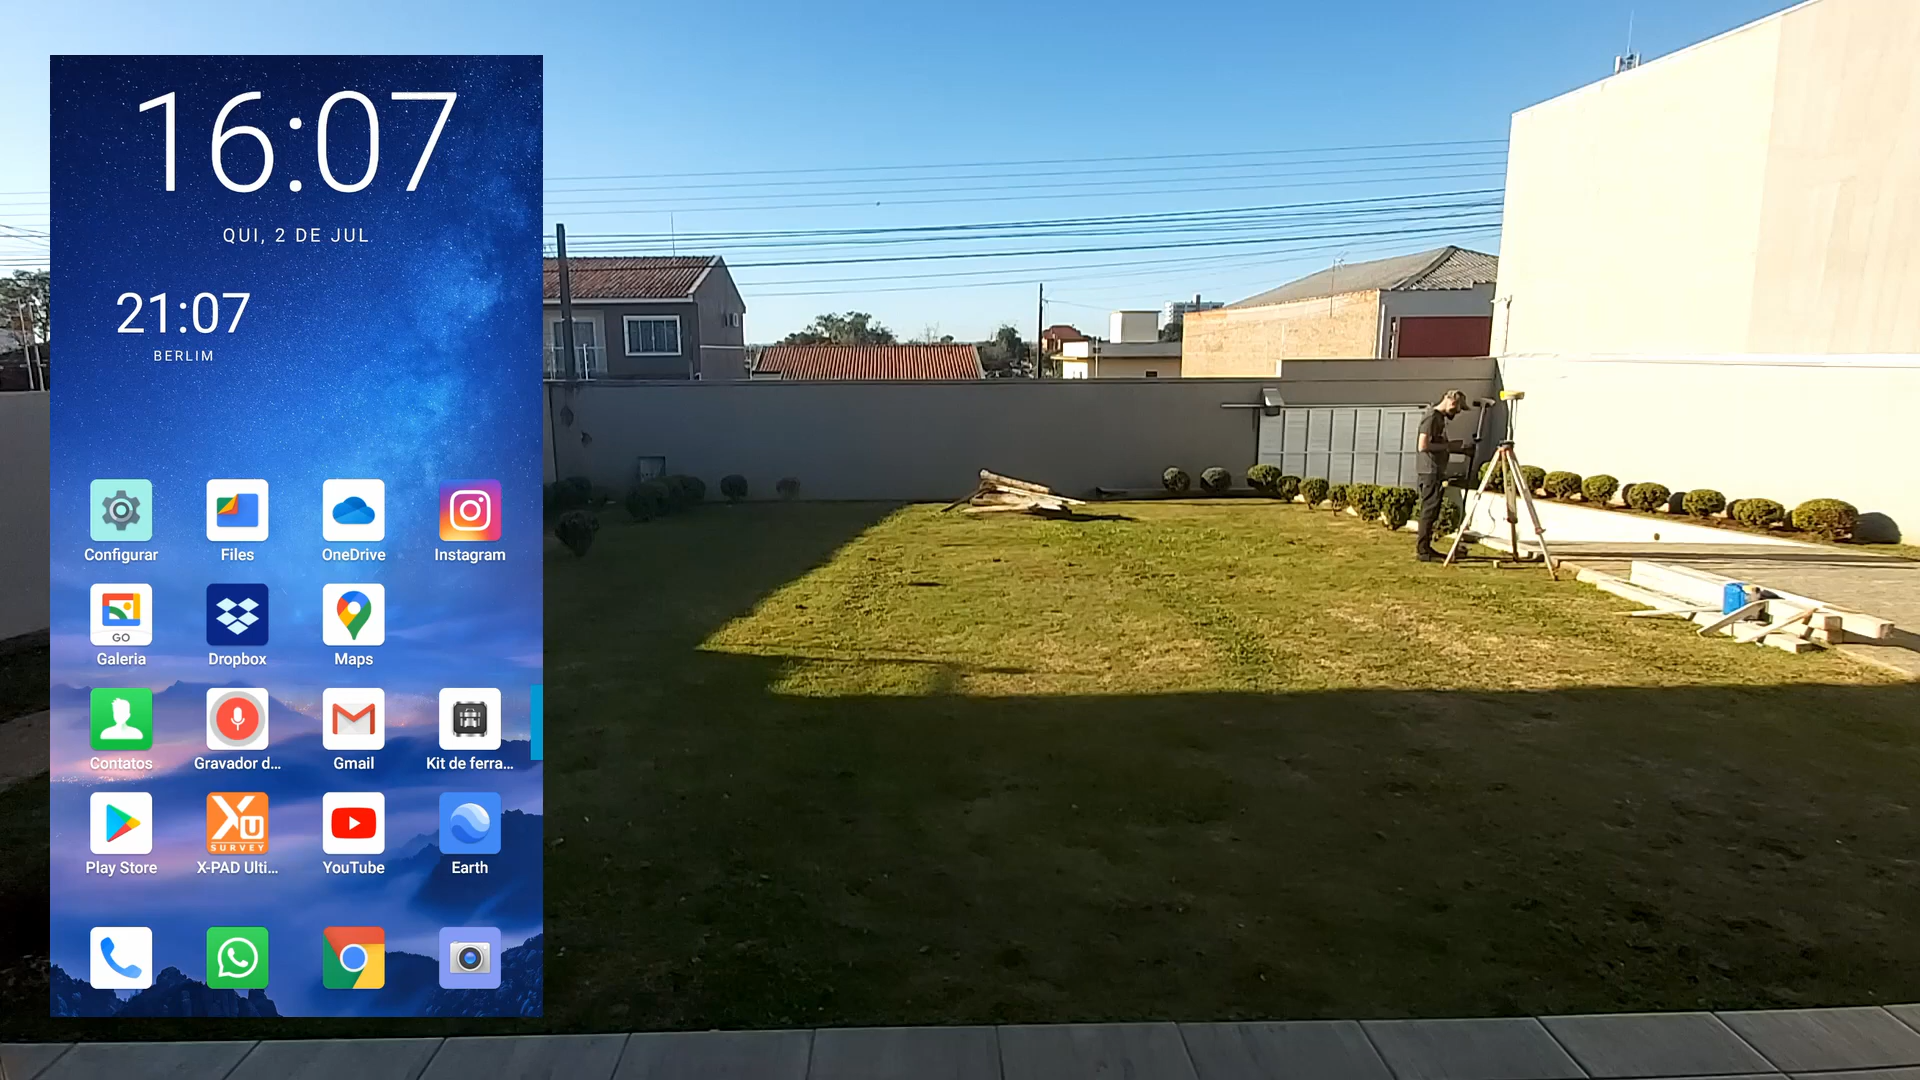 16:07
QUI, 2 DE JUL
21:07
BERLIM
Configurar
Files
OneDrive
Instagram
GO
Galeria
Dropbox
Maps
Contatos
Gravador d...
Gmail
Kit de ferra...
XU
SURVEY
Play Store
X-PAD Ulti...
YouTube
Earth